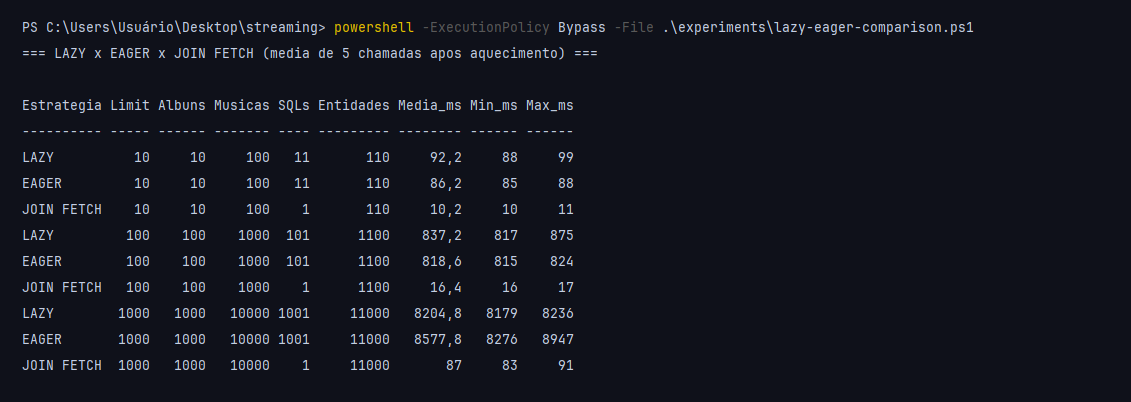 PS C:\Users\Usuário\Desktop\streaming> powershell -ExecutionPolicy Bypass -File .\experiments\lazy-eager-comparison.ps1
=== LAZY x EAGER x JOIN FETCH (media de 5 chamadas apos aquecimento) ===
Estrategia Limit Albuns Musicas SQLs Entidades Media_ms Min_ms Max_ms
---------- ----- ------ ------- ---- --------- -------- ------ ------
LAZY 10 10 100 11 110 92,2 88 99
EAGER 10 10 100 11 110 86,2 85 88
JOIN FETCH 10 10 100 1 110 10,2 10 11
LAZY 100 100 1000 101 1100 837,2 817 875
EAGER 100 100 1000 101 1100 818,6 815 824
JOIN FETCH 100 100 1000 1 1100 16,4 16 17
LAZY 1000 1000 10000 1001 11000 8204,8 8179 8236
EAGER 1000 1000 10000 1001 11000 8577,8 8276 8947
JOIN FETCH 1000 1000 10000 1 11000 87 83 91